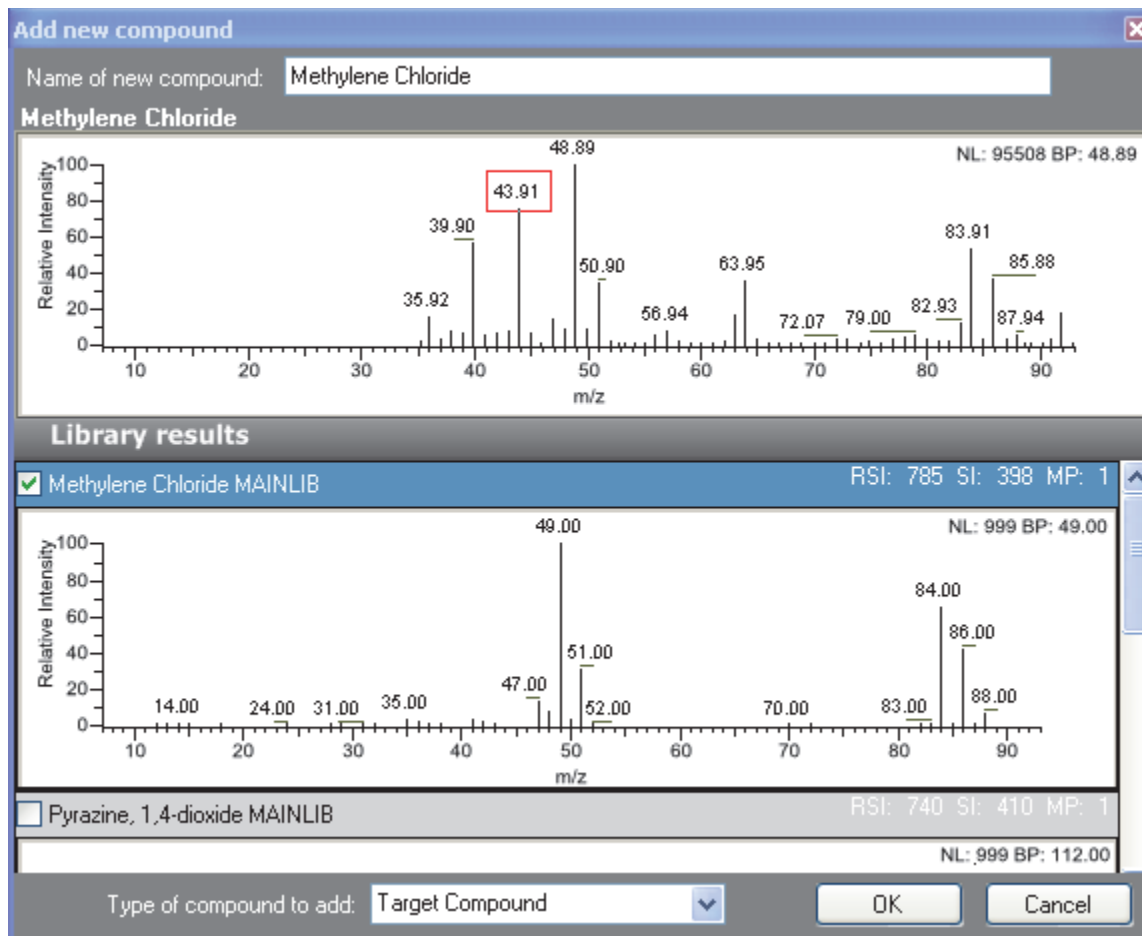 Add new compound
Name of new compound: Methylene Chloride
Methylene Chloride
NL: 95508 BP: 48.89
Relative Intensity
100
80
60
40
20
0
35.92
39.90
43.91
48.89
50.90
56.94
63.95
72.07
79.00
82.93
83.91
85.88
87.94
10 20 30 40 50 60 70 80 90
m/z
Library results
Methylene Chloride MAINLIB RSI: 785 SI: 398 MP: 1
NL: 999 BP: 49.00
Relative Intensity
100
80
60
40
20
0
14.00
24.00
31.00
35.00
47.00
49.00
51.00
52.00
70.00
83.00
84.00
86.00
88.00
10 20 30 40 50 60 70 80 90
m/z
Pyrazine, 1,4-dioxide MAINLIB RSI: 740 SI: 410 MP: 1
NL: 999 BP: 112.00
Type of compound to add: Target Compound OK Cancel